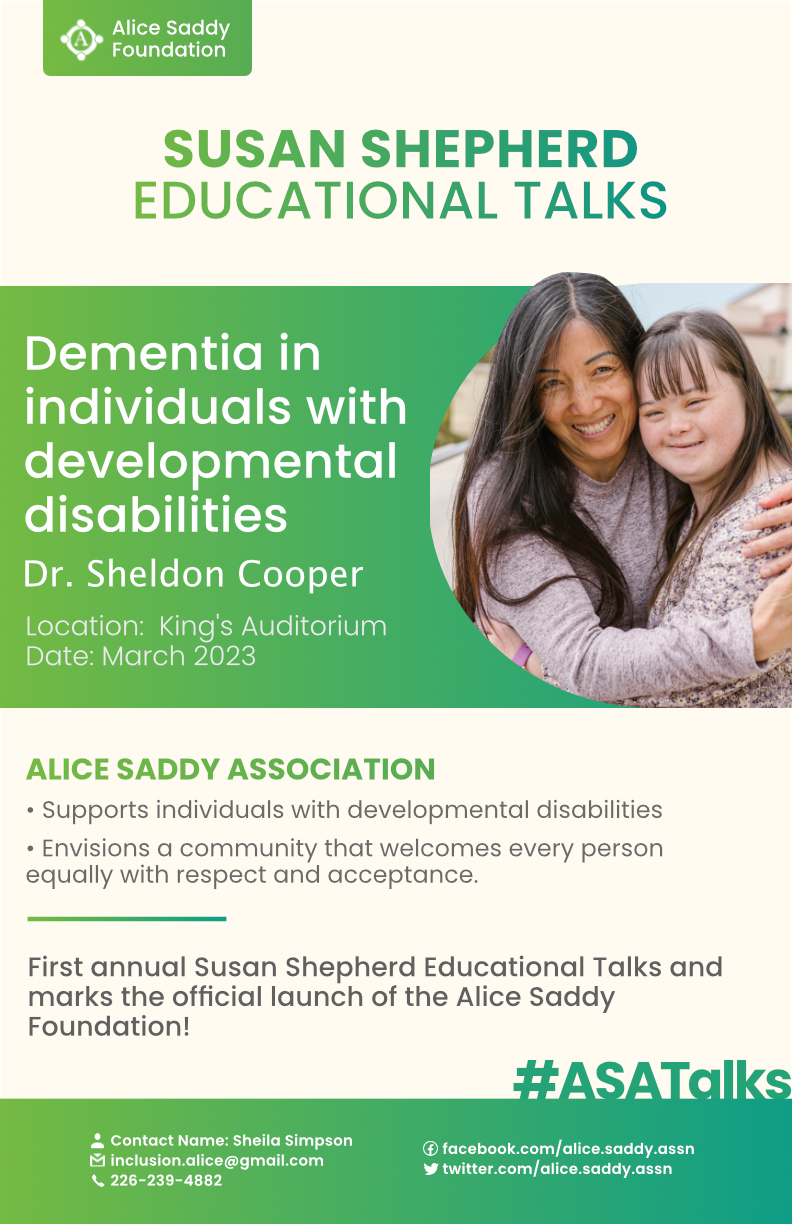 Alice Saddy
Foundation
SUSAN SHEPHERD
EDUCATIONAL TALKS
Dementia in
individuals with
developmental
disabilities
Dr. Sheldon Cooper
Location:  King's Auditorium
Date: March 2023
ALICE SADDY ASSOCIATION
• Supports individuals with developmental disabilities
• Envisions a community that welcomes every person
equally with respect and acceptance.
First annual Susan Shepherd Educational Talks and
marks the official launch of the Alice Saddy
Foundation!
#ASATalks
Contact Name: Sheila Simpson
inclusion.alice@gmail.com
226-239-4882
facebook.com/alice.saddy.assn
twitter.com/alice.saddy.assn